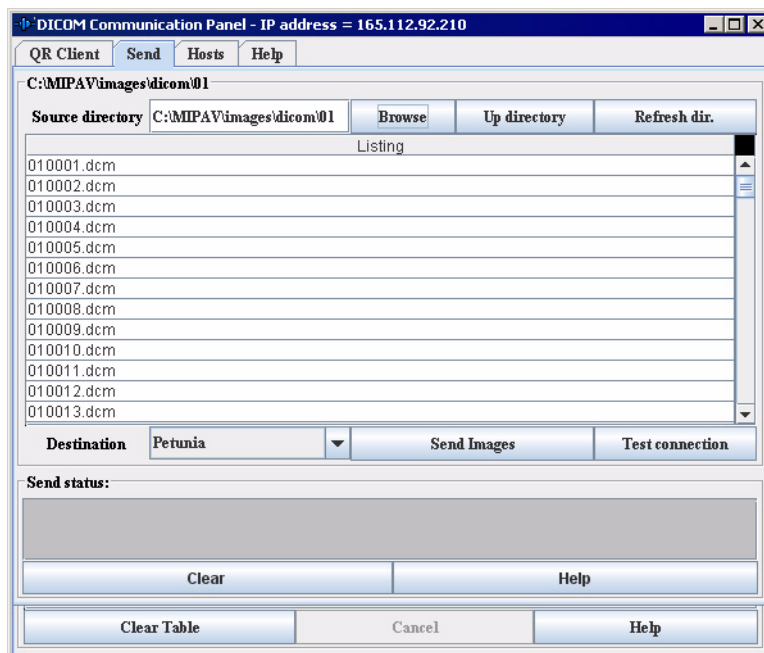 DICOM Communication Panel - IP address = 165.112.92.210
QR Client Send Hosts Help
C:\MIPAV\images\dicom\01
Source directory C:\MIPAV\images\dicom\01 Browse Up directory Refresh dir.
Listing
010001.dcm
010002.dcm
010003.dcm
010004.dcm
010005.dcm
010006.dcm
010007.dcm
010008.dcm
010009.dcm
010010.dcm
010011.dcm
010012.dcm
010013.dcm
Destination Petunia Send Images Test connection
Send status:
Clear Help
Clear Table Cancel Help